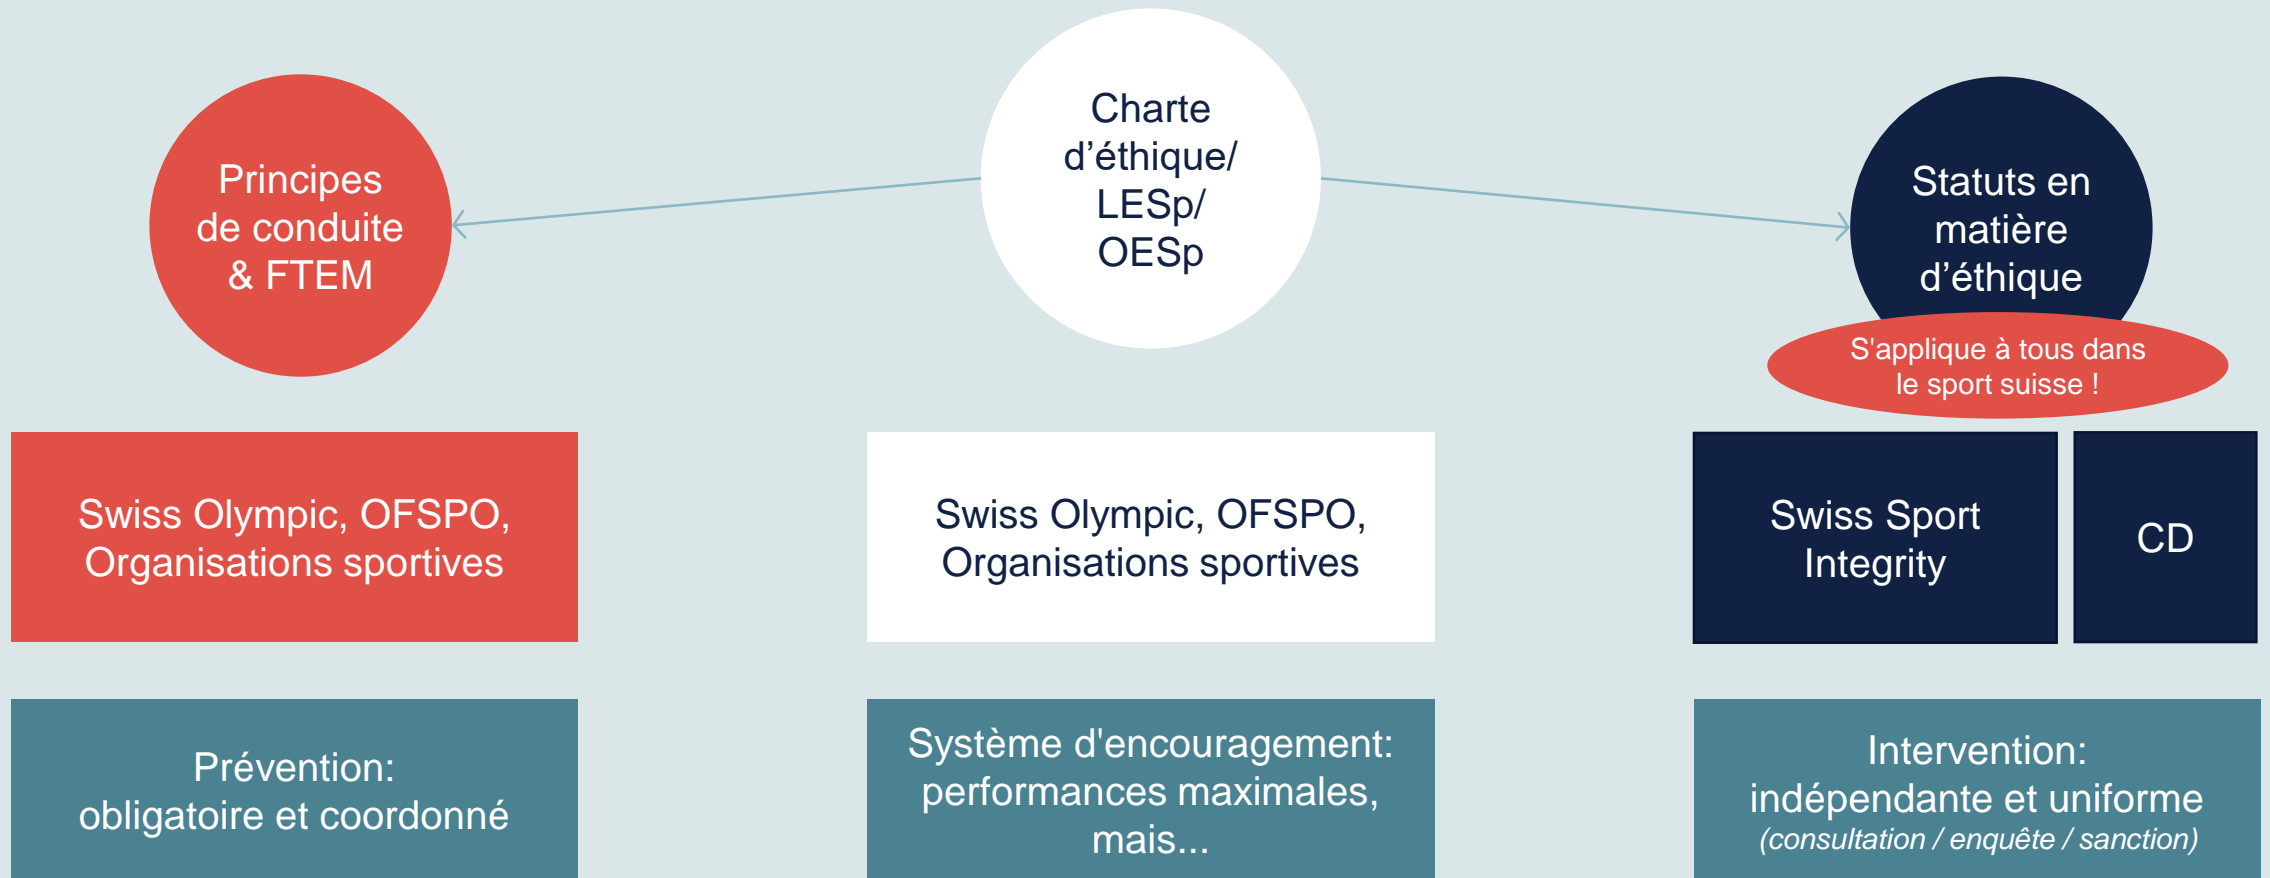 Principes
de conduite
& FTEM
Charte
d’éthique/
LESp/
OESp
Statuts en
matière
d’éthique
S'applique à tous dans
le sport suisse !
Swiss Olympic, OFSPO,
Organisations sportives
Swiss Olympic, OFSPO,
Organisations sportives
Swiss Sport
Integrity
CD
Prévention:
obligatoire et coordonné
Système d'encouragement:
performances maximales,
mais...
Intervention:
indépendante et uniforme
(consultation / enquête / sanction)